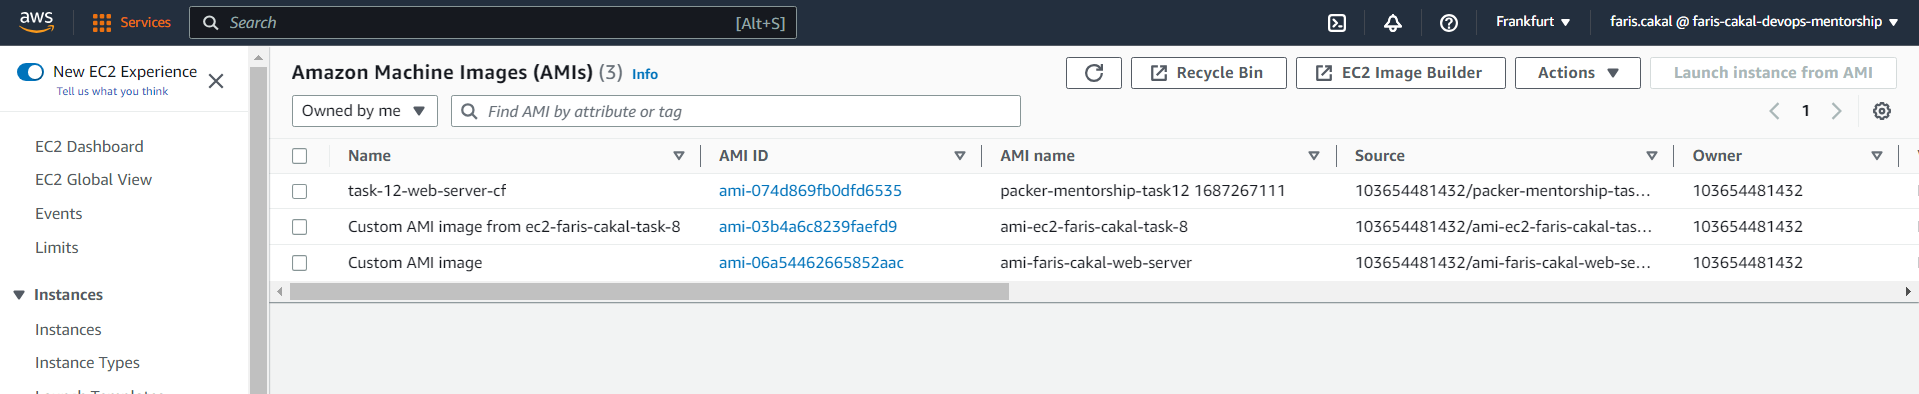 aws Services Search [Alt+S] Frankfurt faris.cakal @ faris-cakal-devops-mentorship
New EC2 Experience
Tell us what you think
EC2 Dashboard
EC2 Global View
Events
Limits
Instances
Instances
Instance Types
Launch Templates
Amazon Machine Images (AMIs) (3) Info
Recycle Bin EC2 Image Builder Actions Launch instance from AMI
Owned by me Find AMI by attribute or tag 1
Name AMI ID AMI name Source Owner
task-12-web-server-cf ami-074d869fb0dfd6535 packer-mentorship-task12 1687267111 103654481432/packer-mentorship-tas... 103654481432
Custom AMI image from ec2-faris-cakal-task-8 ami-03b4a6c8239faefd9 ami-ec2-faris-cakal-task-8 103654481432/ami-ec2-faris-cakal-tas... 103654481432
Custom AMI image ami-06a54462665852aac ami-faris-cakal-web-server 103654481432/ami-faris-cakal-web-se... 103654481432